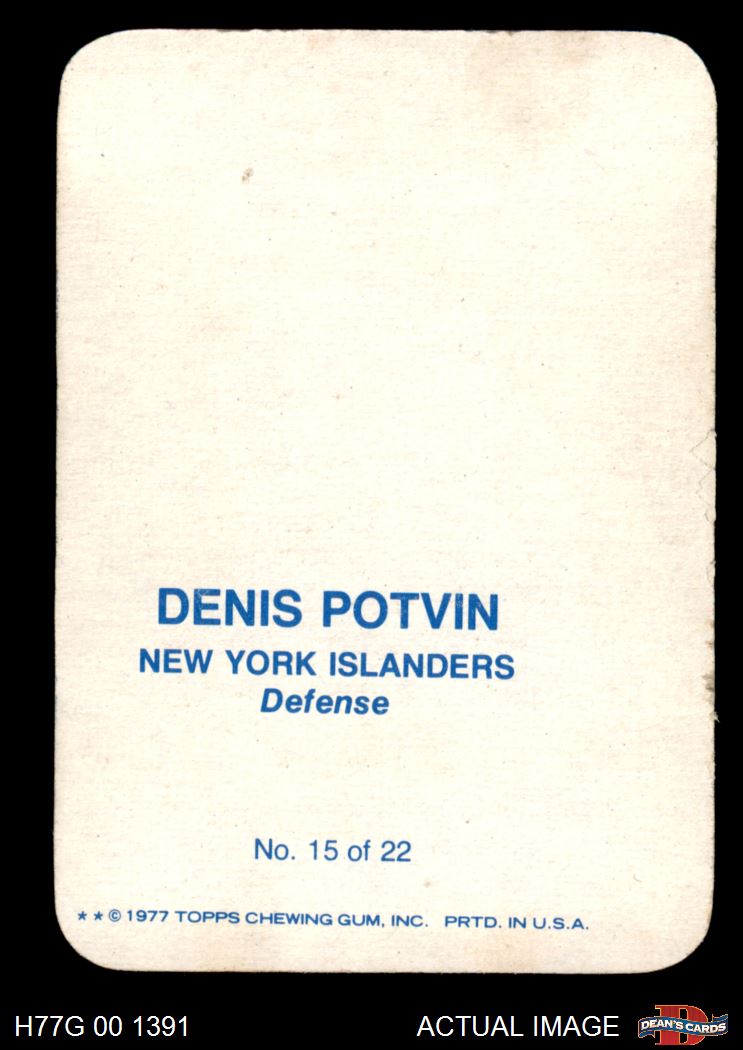 DENIS POTVIN
NEW YORK ISLANDERS
Defense
No. 15 of 22
★ ★ © 1977 TOPPS CHEWING GUM, INC. PRTD. IN U.S.A.
H77G 00 1391 ACTUAL IMAGE D DEAN'S CARDS